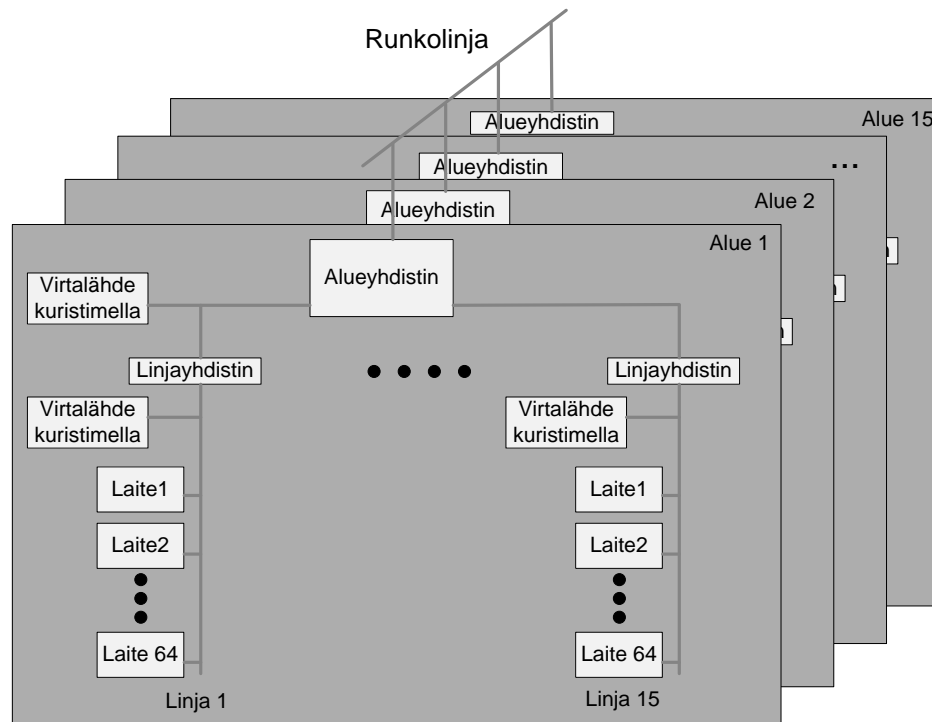 Runkolinja
Alueyhdistin
Alue 15
Alueyhdistin
...
Alueyhdistin
Alue 2
Alue 1
Alueyhdistin
Virtalähde
kuristimella
Linjayhdistin
Linjayhdistin
Virtalähde
kuristimella
Virtalähde
kuristimella
Laite1
Laite1
Laite2
Laite2
Laite 64
Laite 64
Linja 1
Linja 15